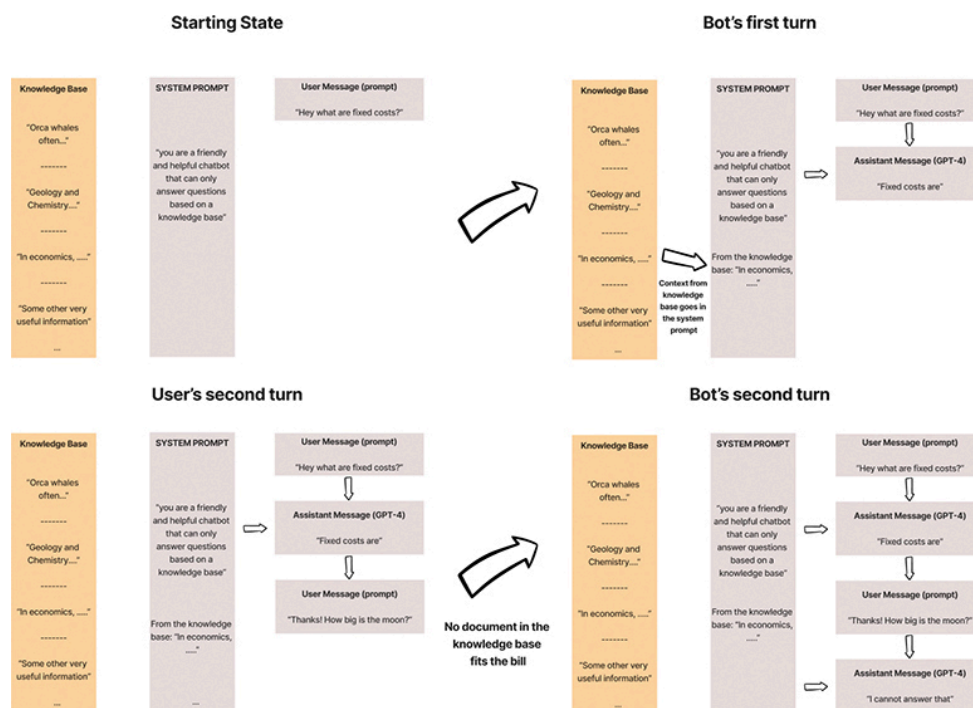 Starting State
Knowledge Base
"Orca whales
often..."
-------
"Geology and
Chemistry...."
-------
"In economics, ....."
-------
"Some other very
useful information"
....
SYSTEM PROMPT
"you are a friendly
and helpful chatbot
that can only
answer questions
based on a
knowledge base"
User Message (prompt)
"Hey what are fixed costs?"
Bot's first turn
Knowledge Base
"Orca whales
often..."
-------
"Geology and
Chemistry...."
-------
"In economics, ....."
-------
"Some other very
useful information"
....
Context from
knowledge
base goes in
the system
prompt
SYSTEM PROMPT
"you are a friendly
and helpful chatbot
that can only
answer questions
based on a
knowledge base"
From the knowledge
base: "In economics,
....."
User Message (prompt)
"Hey what are fixed costs?"
Assistant Message (GPT-4)
"Fixed costs are"
User's second turn
Knowledge Base
"Orca whales
often..."
-------
"Geology and
Chemistry...."
-------
"In economics, ....."
-------
"Some other very
useful information"
....
SYSTEM PROMPT
"you are a friendly
and helpful chatbot
that can only
answer questions
based on a
knowledge base"
From the knowledge
base: "In economics,
....."
....
User Message (prompt)
"Hey what are fixed costs?"
Assistant Message (GPT-4)
"Fixed costs are"
User Message (prompt)
"Thanks! How big is the moon?"
No document in the
knowledge base
fits the bill
Bot's second turn
Knowledge Base
"Orca whales
often..."
-------
"Geology and
Chemistry...."
-------
"In economics, ....."
-------
"Some other very
useful information"
....
SYSTEM PROMPT
"you are a friendly
and helpful chatbot
that can only
answer questions
based on a
knowledge base"
From the knowledge
base: "In economics,
....."
....
User Message (prompt)
"Hey what are fixed costs?"
Assistant Message (GPT-4)
"Fixed costs are"
User Message (prompt)
"Thanks! How big is the moon?"
Assistant Message (GPT-4)
"I cannot answer that"